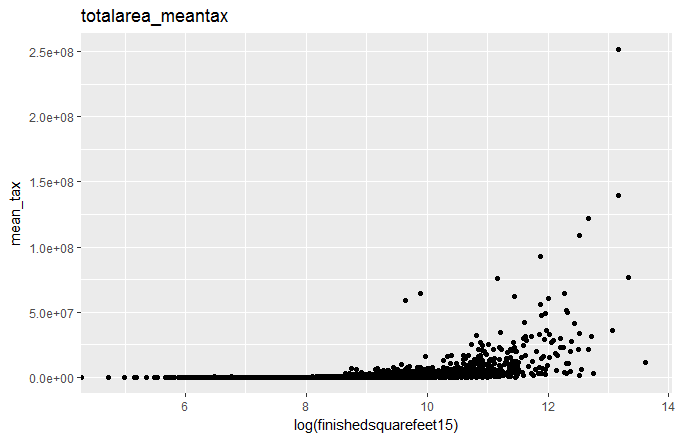 totalarea_meantax
mean_tax
2.5e+08
2.0e+08
1.5e+08
1.0e+08
5.0e+07
0.0e+00
6 8 10 12 14
log(finishedsquarefeet15)